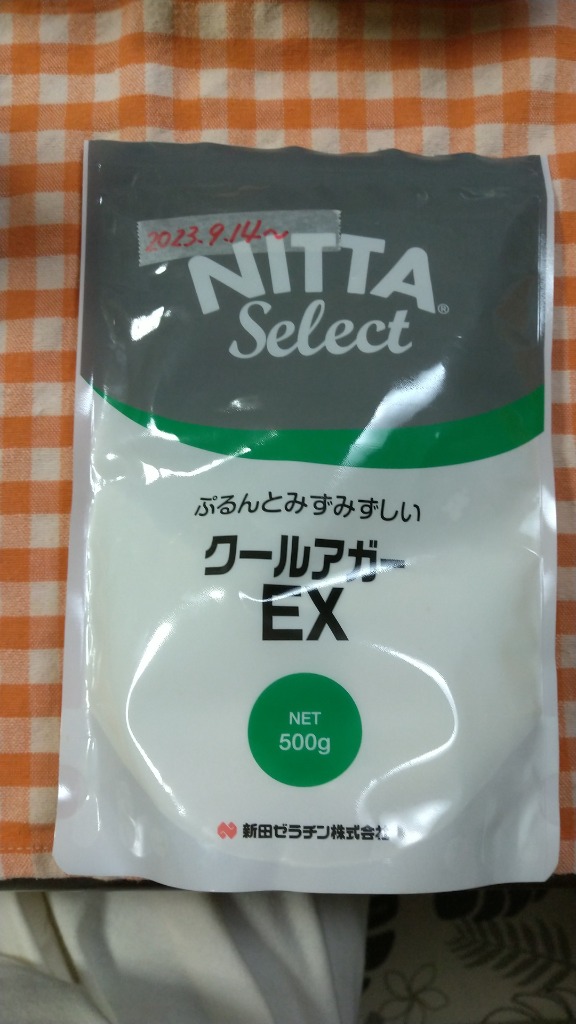 2023.9.14〜
NITTA®
Select
ぷるんとみずみずしい
クールアガー
EX
NET
500g
新田ゼラチン株式会社